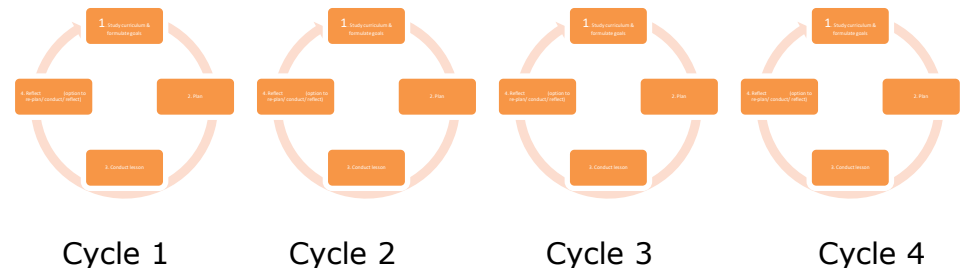 1. Study curriculum &
formulate goals
4. Reflect (option to
re-plan/ conduct/ reflect)
2. Plan
3. Conduct lesson
Cycle 1
1. Study curriculum &
formulate goals
4. Reflect (option to
re-plan/ conduct/ reflect)
2. Plan
3. Conduct lesson
Cycle 2
1. Study curriculum &
formulate goals
4. Reflect (option to
re-plan/ conduct/ reflect)
2. Plan
3. Conduct lesson
Cycle 3
1. Study curriculum &
formulate goals
4. Reflect (option to
re-plan/ conduct/ reflect)
2. Plan
3. Conduct lesson
Cycle 4